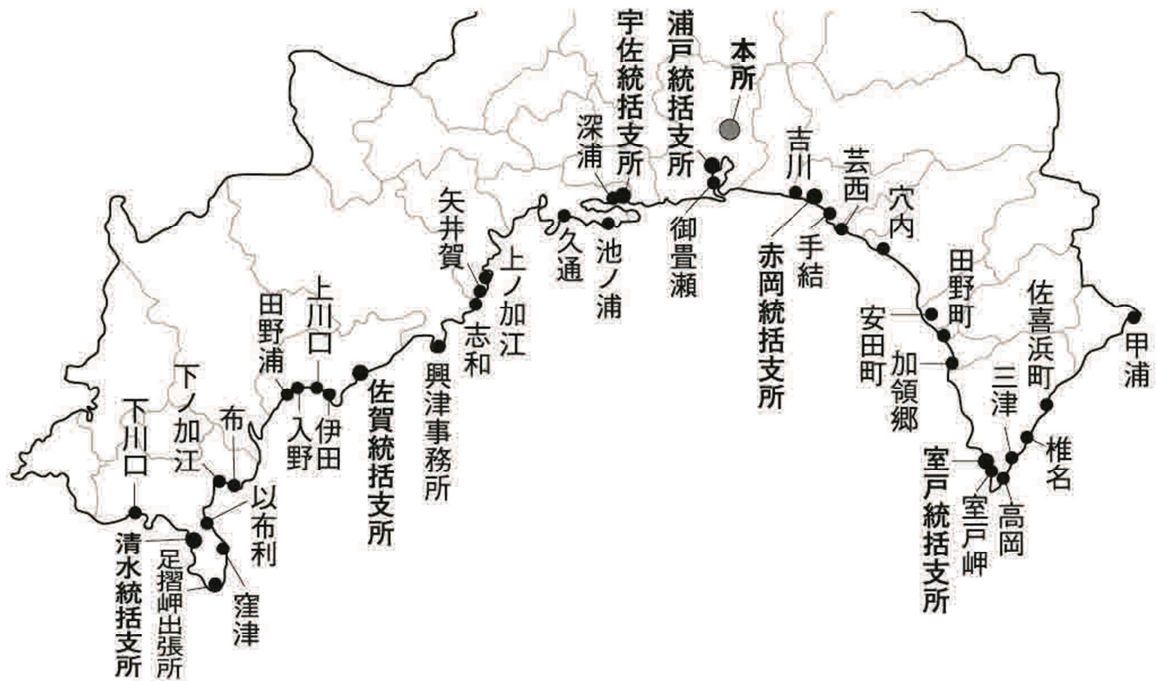 本所
浦戸統括支所
宇佐統括支所
深浦
御畳瀬
池ノ浦
久通
矢井賀
上ノ加江
志和
興津事務所
佐賀統括支所
上川口
伊田
入野
田野浦
布
下ノ加江
以布利
窪津
足摺岬出張所
清水統括支所
下川口
吉川
赤岡統括支所
手結
芸西
穴内
安田町
田野町
加領郷
室戸統括支所
室戸岬
高岡
三津
椎名
佐喜浜町
甲浦